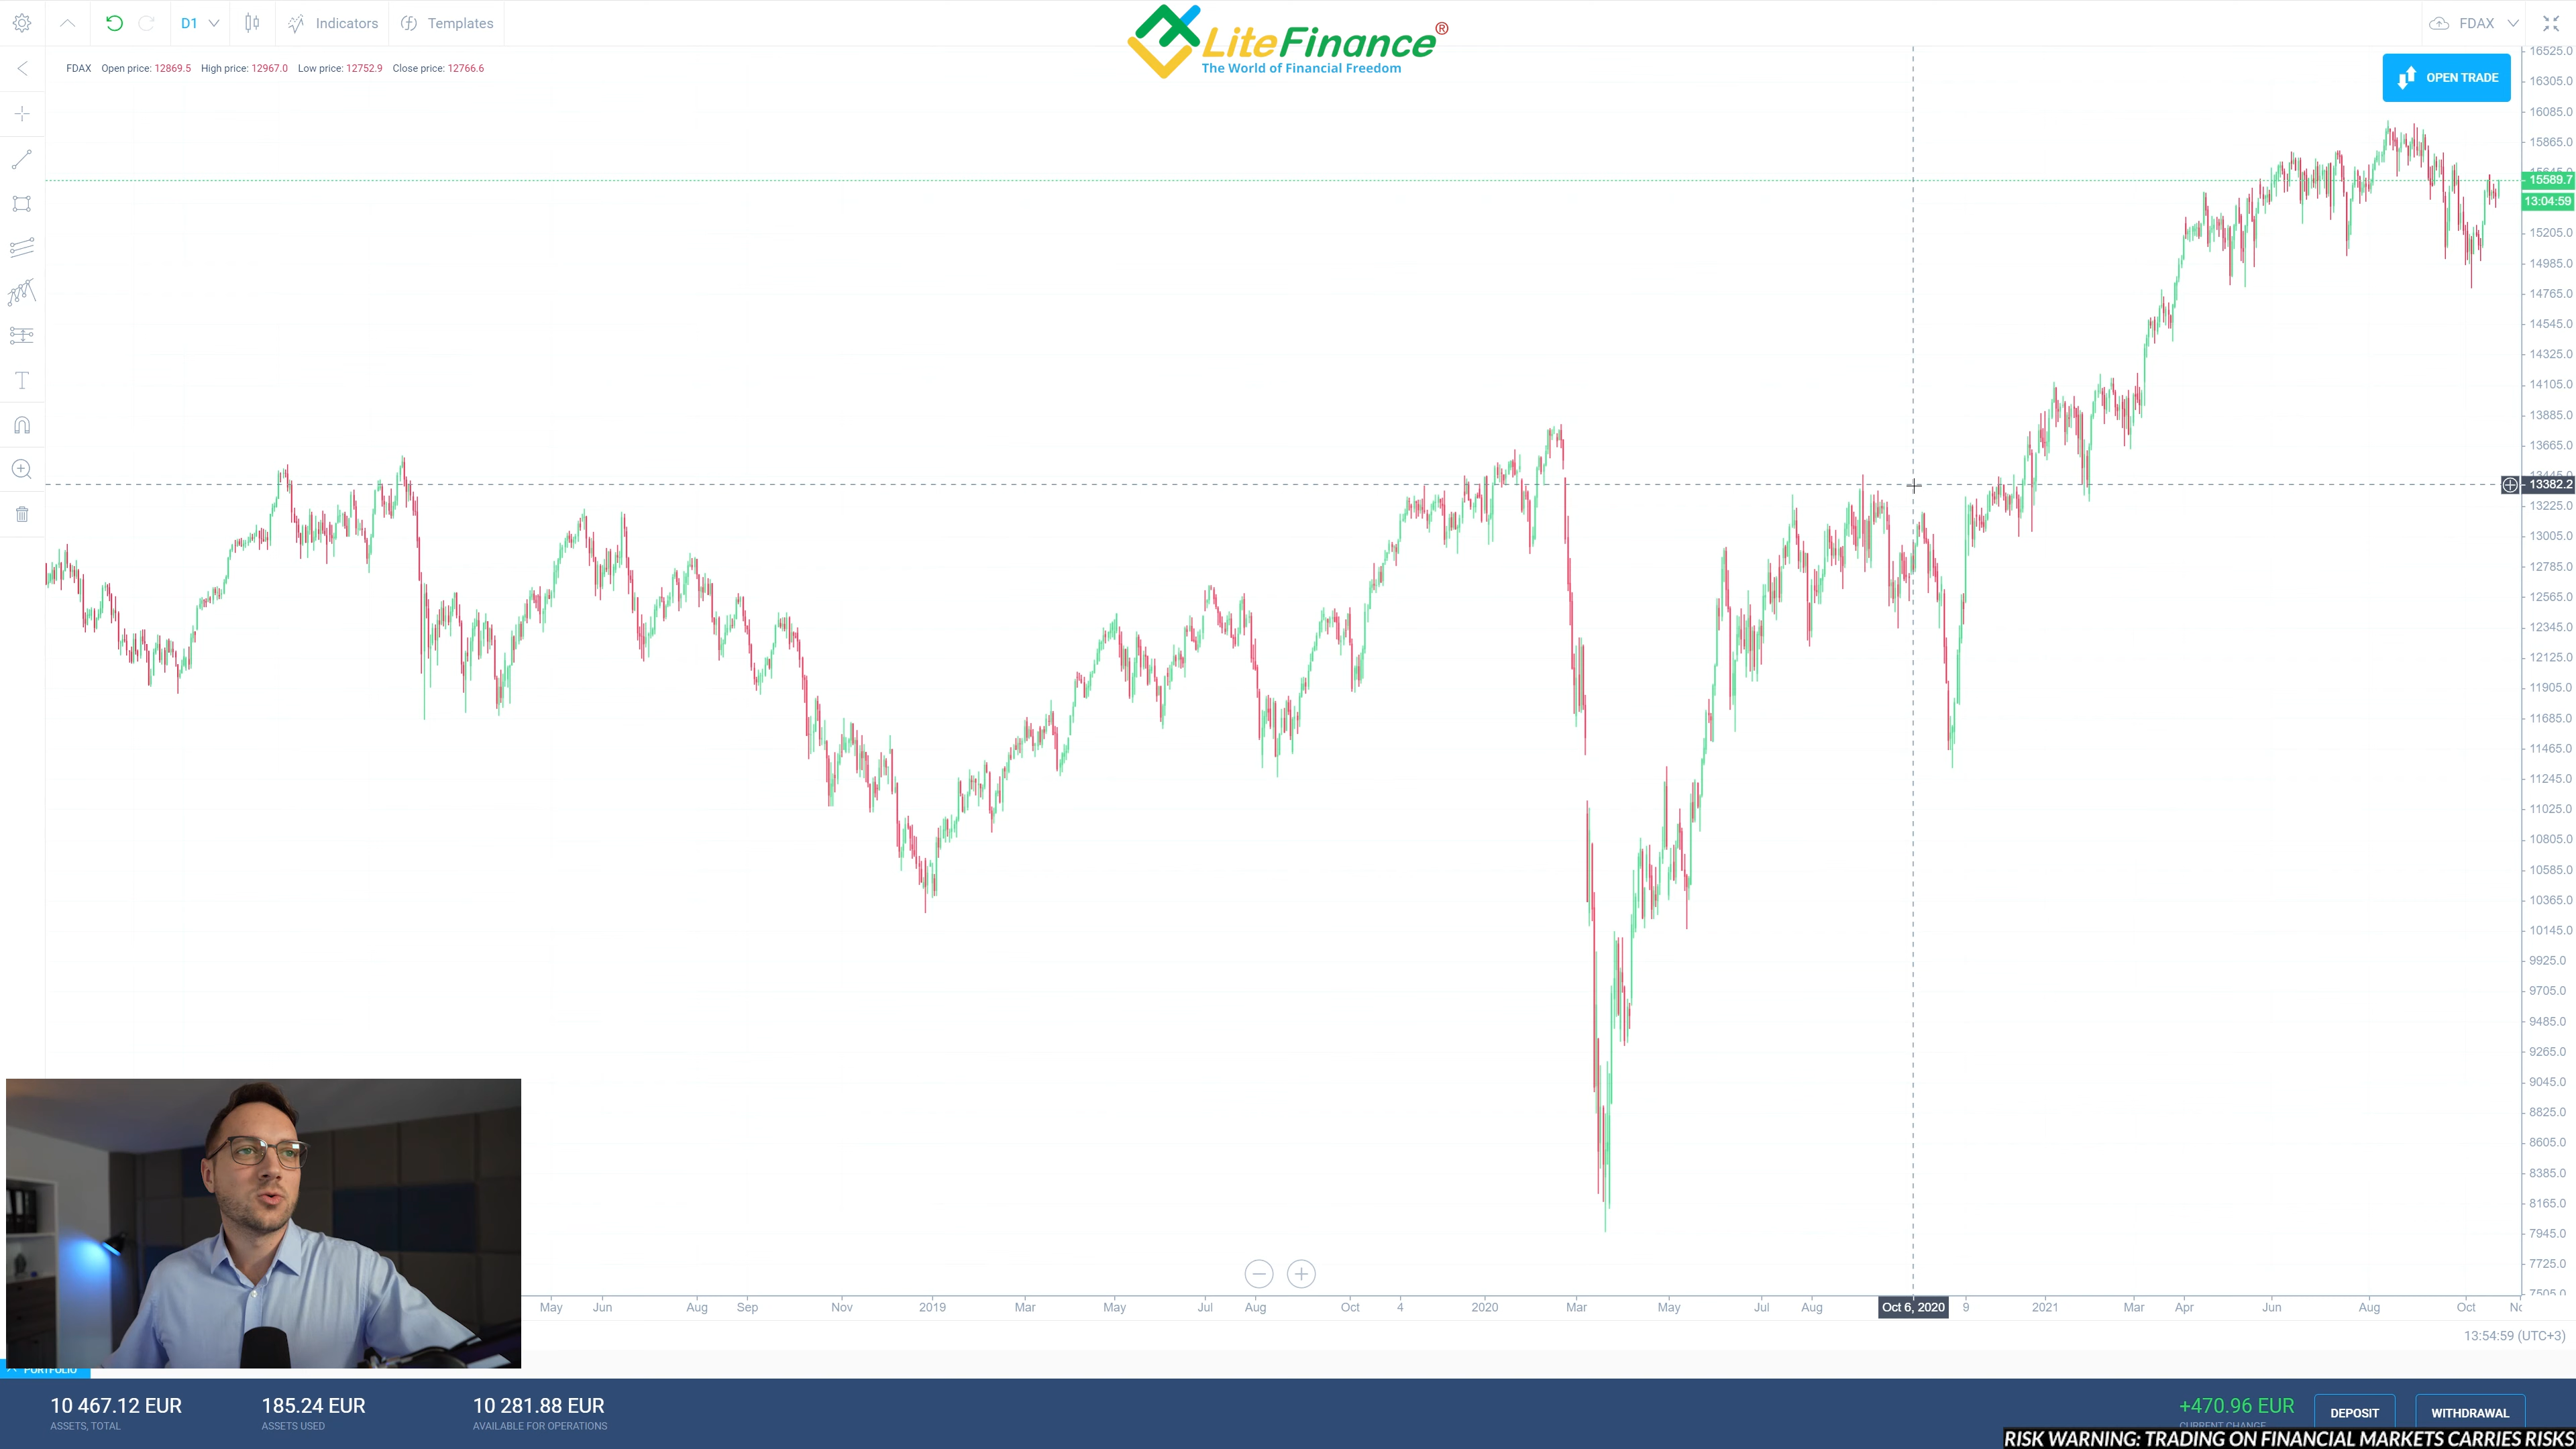 D1
Indicators
Templates
LiteFinance®
The World of Financial Freedom
FDAX
FDAX Open price: 12869.5 High price: 12967.0 Low price: 12752.9 Close price: 12766.6
OPEN TRADE
16525.0
16305.0
16085.0
15865.0
15645.0
15589.7
13:04:59
15205.0
14985.0
14765.0
14545.0
14325.0
14105.0
13885.0
13665.0
13445.0
13382.2
13225.0
13005.0
12785.0
12565.0
12345.0
12125.0
11905.0
11685.0
11465.0
11245.0
11025.0
10805.0
10585.0
10365.0
10145.0
9925.0
9705.0
9485.0
9265.0
9045.0
8825.0
8605.0
8385.0
8165.0
7945.0
7725.0
7505.0
May Jun Aug Sep Nov 2019 Mar May Jul Aug Oct 4 2020 Mar May Jul Aug Oct 6, 2020 9 2021 Mar Apr Jun Aug Oct
13:54:59 (UTC+3)
PORTFOLIO
10 467.12 EUR
ASSETS, TOTAL
185.24 EUR
ASSETS USED
10 281.88 EUR
AVAILABLE FOR OPERATIONS
+470.96 EUR
CURRENT CHANGE
DEPOSIT
WITHDRAWAL
RISK WARNING: TRADING ON FINANCIAL MARKETS CARRIES RISKS